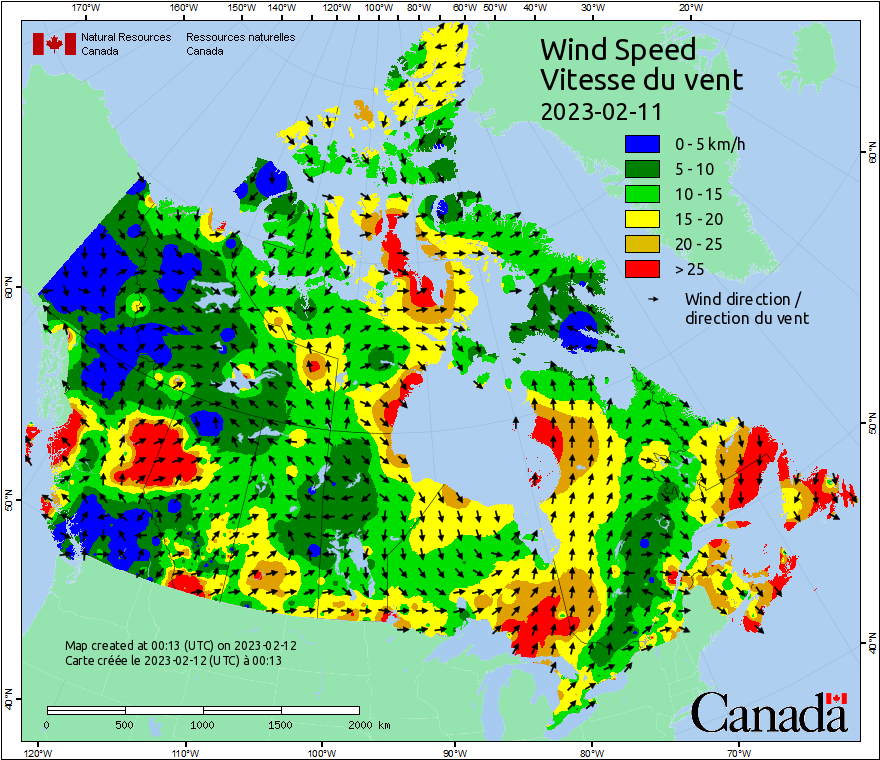 170°W 160°W 150°W 140°W 120°W 100°W 80°W 60°W 50°W 40°W 30°W 20°W
Natural Resources Ressources naturelles
Canada Canada
Wind Speed
Vitesse du vent
2023-02-11
0 - 5 km/h
5 - 10
10 - 15
15 - 20
20 - 25
> 25
Wind direction /
direction du vent
60°N
60°N
50°N
50°N
40°N
40°N
Map created at 00:13 (UTC) on 2023-02-12
Carte créée le 2023-02-12 (UTC) à 00:13
0 500 1000 1500 2000 km
Canada
120°W 110°W 100°W 90°W 80°W 70°W